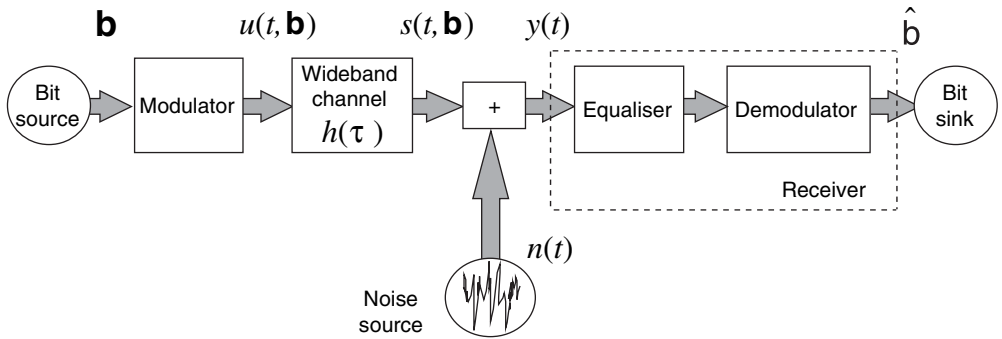 b
u(t, b)
s(t, b)
y(t)
b̂
Bit
source
Modulator
Wideband
channel
h(τ )
+
Equaliser
Demodulator
Bit
sink
Receiver
n(t)
Noise
source